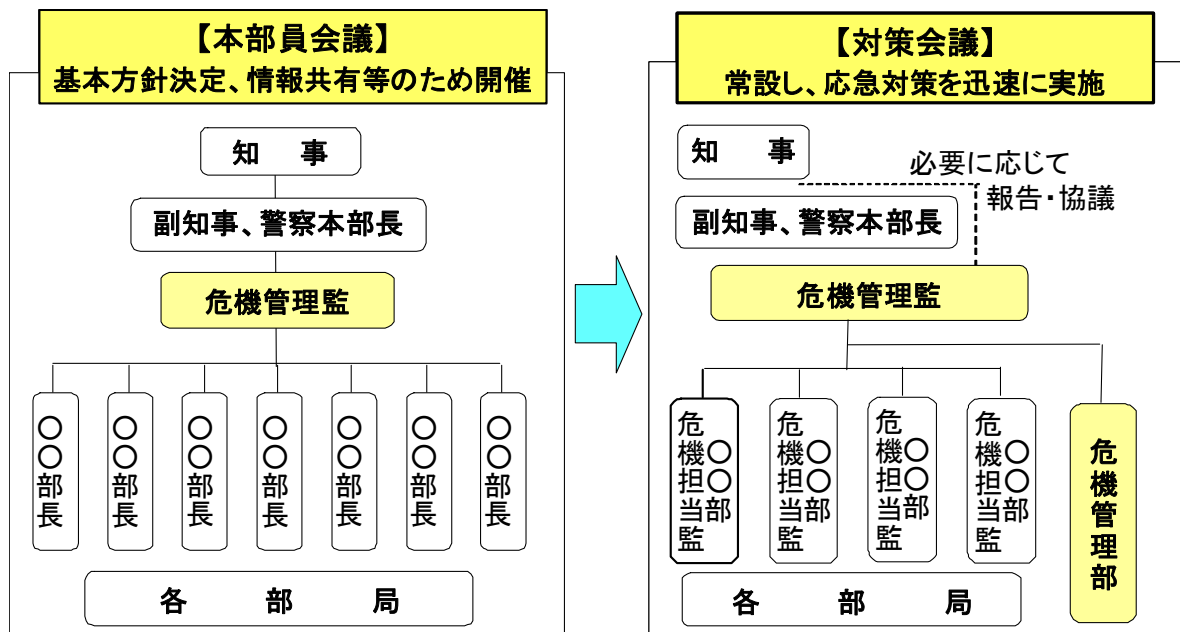 【本部員会議】
基本方針決定、情報共有等のため開催
知　事
副知事、警察本部長
危機管理監
〇〇部長
〇〇部長
〇〇部長
〇〇部長
〇〇部長
〇〇部長
〇〇部長
各　部　局
【対策会議】
常設し、応急対策を迅速に実施
知　事
必要に応じて
報告・協議
副知事、警察本部長
危機管理監
〇〇部
危機担当監
〇〇部
危機担当監
〇〇部
危機担当監
〇〇部
危機担当監
危機管理部
各　部　局